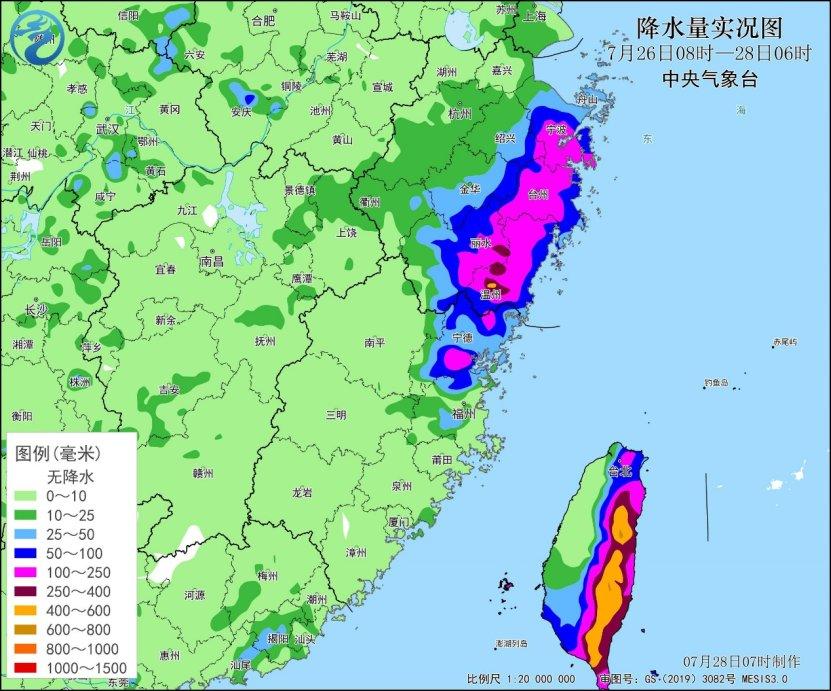 降水量实况图
7月26日08时—28日06时
中央气象台
信阳
合肥
马鞍山
苏州
上海
六安
芜湖
湖州
嘉兴
孝感
铜陵
宣城
舟山
安庆
池州
杭州
黄冈
江
东
海
天门
武汉
鄂州
黄山
绍兴
宁波
潜江
仙桃
荆州
黄石
咸宁
景德镇
衢州
金华
台州
九江
岳阳
上饶
丽水
南昌
宜春
鹰潭
温州
长沙
新余
抚州
南平
宁德
湘潭
萍乡
赤尾屿
株洲
吉安
钓鱼岛
衡阳
三明
福州
赣州
莆田
台北
龙岩
泉州
厦门
漳州
梅州
河源
潮州
揭阳
汕头
澎湖列岛
惠州
汕尾
东莞
图例(毫米)
无降水
0～10
10～25
25～50
50～100
100～250
250～400
400～600
600～800
800～1000
1000～1500
07月28日07时制作
比例尺 1:20 000 000 审图号: GS (2019) 3082号 MESIS3.0